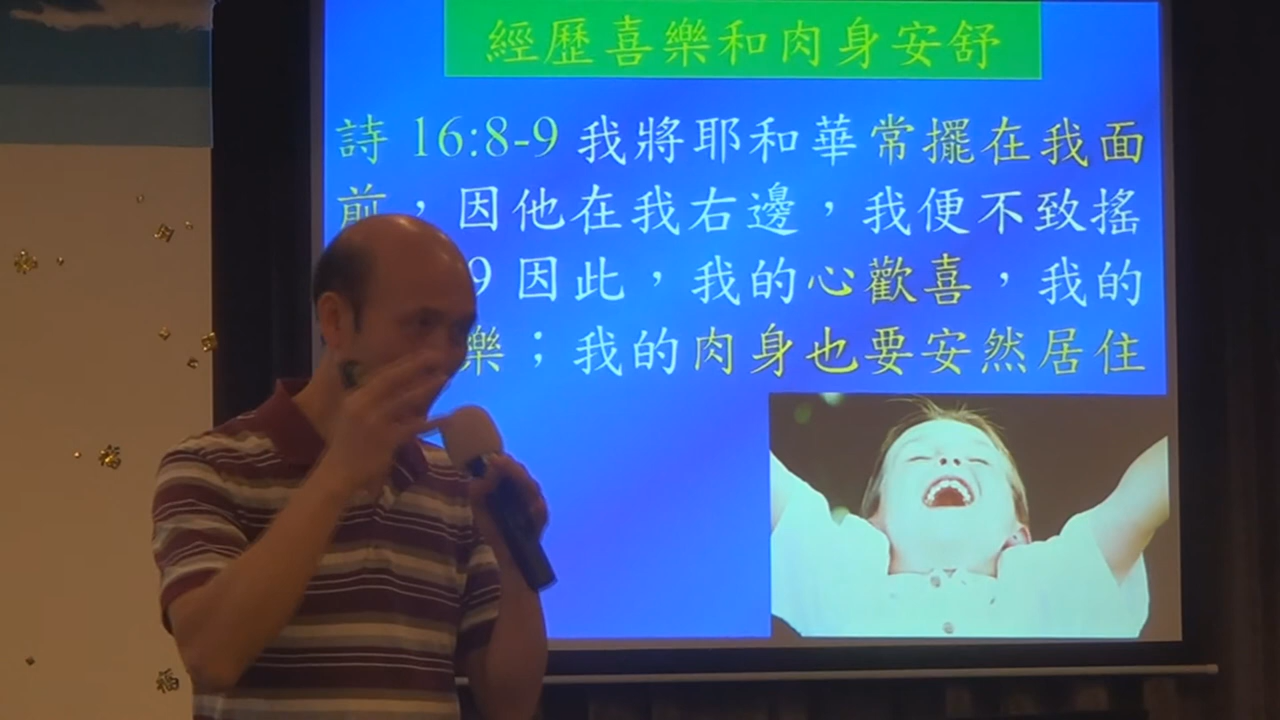 經歷喜樂和肉身安舒
詩 16:8-9 我將耶和華常擺在我面
前，因他在我右邊，我便不致搖
9 因此，我的心歡喜，我的
樂；我的肉身也要安然居住
福